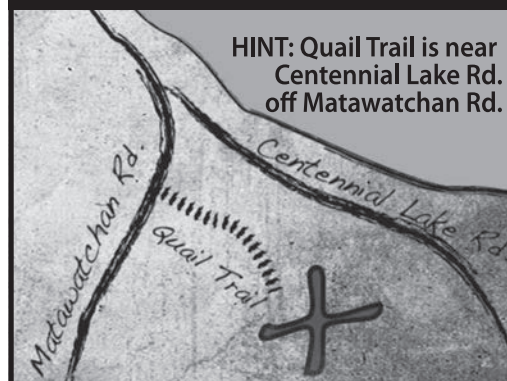 HINT: Quail Trail is near
Centennial Lake Rd.
off Matawatchan Rd.
Centennial Lake Rd.
Matawatchan Rd.
Quail Trail